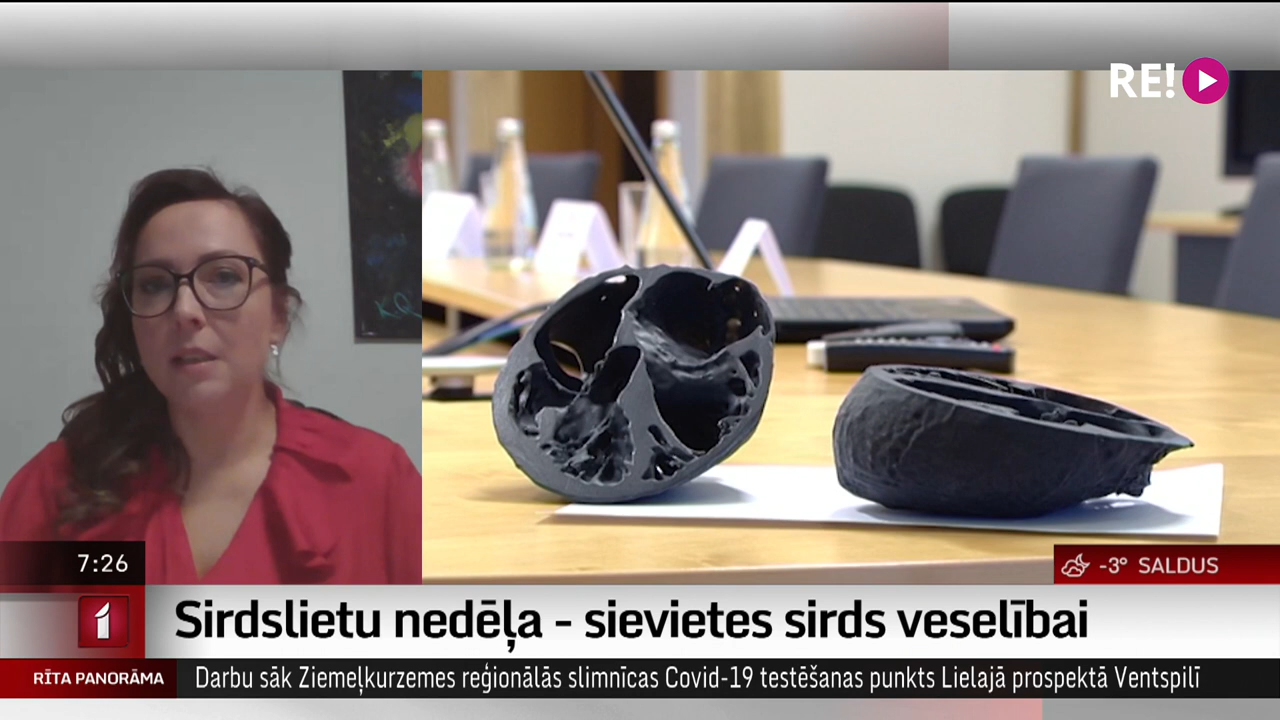 RE!
7:26
-3° SALDUS
1
Sirdslietu nedēļa - sievietes sirds veselībai
RĪTA PANORĀMA
Darbu sāk Ziemeļkurzemes reģionālās slimnīcas Covid-19 testēšanas punkts Lielajā prospektā Ventspilī